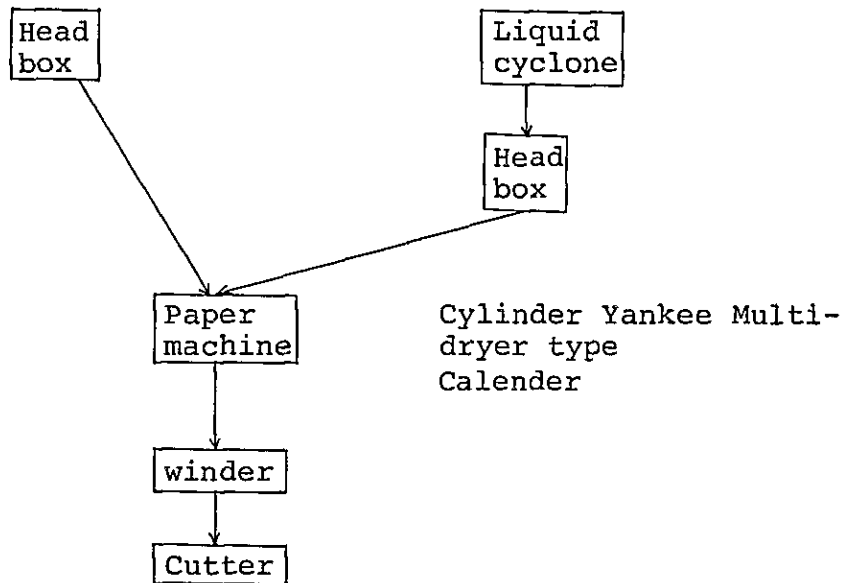 Head
box
Liquid
cyclone
Head
box
Paper
machine
Cylinder Yankee Multi-
dryer type
Calender
winder
Cutter